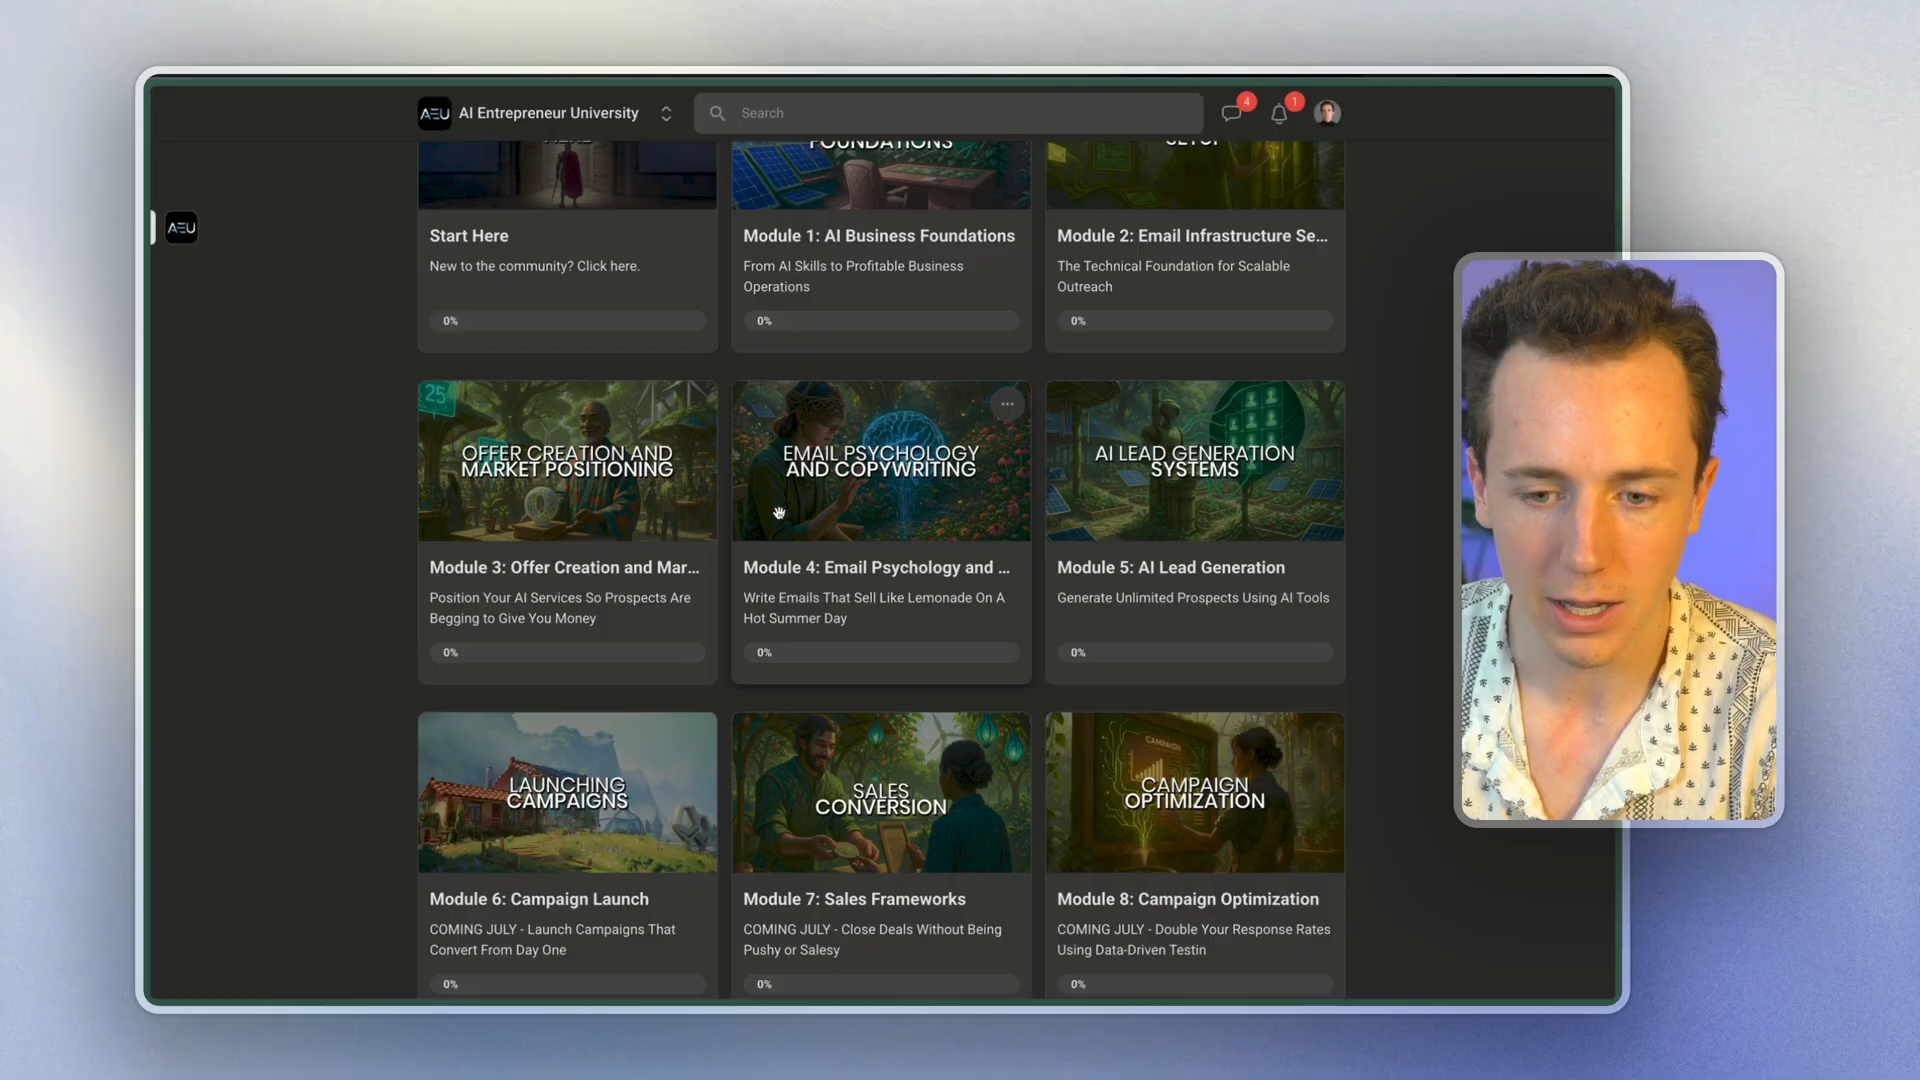 AEU
AI Entrepreneur University
Search
4
1
AEU
HERE
FOUNDATIONS
SETUP
Start Here
New to the community? Click here.
0%
Module 1: AI Business Foundations
From AI Skills to Profitable Business
Operations
0%
Module 2: Email Infrastructure Se...
The Technical Foundation for Scalable
Outreach
0%
25
OFFER CREATION AND
MARKET POSITIONING
Module 3: Offer Creation and Mar...
Position Your AI Services So Prospects Are
Begging to Give You Money
0%
EMAIL PSYCHOLOGY
AND COPYWRITING
Module 4: Email Psychology and ...
Write Emails That Sell Like Lemonade On A
Hot Summer Day
0%
AI LEAD GENERATION
SYSTEMS
Module 5: AI Lead Generation
Generate Unlimited Prospects Using AI Tools
0%
LAUNCHING
CAMPAIGNS
Module 6: Campaign Launch
COMING JULY - Launch Campaigns That
Convert From Day One
0%
SALES
CONVERSION
Module 7: Sales Frameworks
COMING JULY - Close Deals Without Being
Pushy or Salesy
0%
CAMPAIGN
CAMPAIGN
OPTIMIZATION
Module 8: Campaign Optimization
COMING JULY - Double Your Response Rates
Using Data-Driven Testin
0%